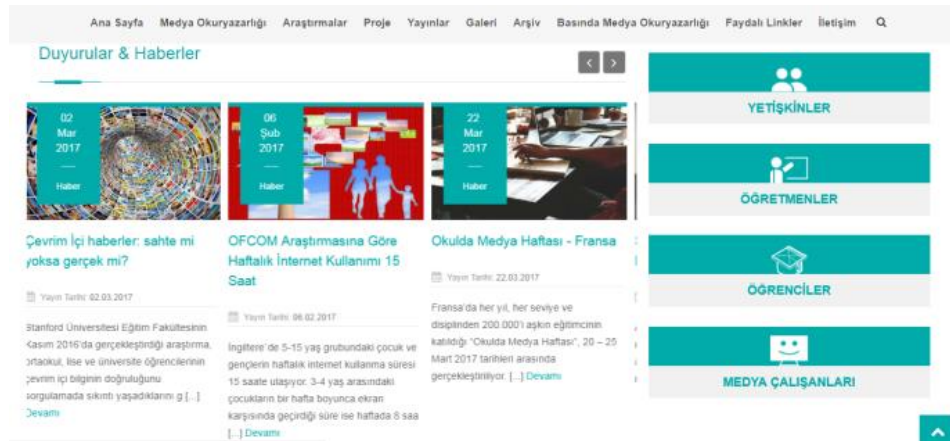 Ana Sayfa Medya Okuryazarlığı Araştırmalar Proje Yayınlar Galeri Arşiv Basında Medya Okuryazarlığı Faydalı Linkler İletişim
Duyurular & Haberler
02
Mar
2017
Haber
Çevrim İçi haberler: sahte mi
yoksa gerçek mi?
Yayın Tarihi: 02.03.2017
Stanford Üniversitesi Eğitim Fakültesinin
Kasım 2016'da gerçekleştirdiği araştırma,
ortaokul, lise ve üniversite öğrencilerinin
çevrim içi bilginin doğruluğunu
sorgulamada sıkıntı yaşadıklarını g [...]
Devamı
06
Şub
2017
Haber
OFCOM Araştırmasına Göre
Haftalık İnternet Kullanımı 15
Saat
Yayın Tarihi: 06.02.2017
İngiltere'de 5-15 yaş grubundaki çocuk ve
gençlerin haftalık internet kullanma süresi
15 saate ulaşıyor. 3-4 yaş arasındaki
çocukların bir hafta boyunca ekran
karşısında geçirdiği süre ise haftada 8 saa
[...] Devamı
22
Mar
2017
Haber
Okulda Medya Haftası - Fransa
Yayın Tarihi: 22.03.2017
Fransa'da her yıl, her seviye ve
disiplinden 200.000'i aşkın eğitimcinin
katıldığı "Okulda Medya Haftası", 20 – 25
Mart 2017 tarihleri arasında
gerçekleştiriliyor. [...] Devamı
YETİŞKİNLER
ÖĞRETMENLER
ÖĞRENCİLER
MEDYA ÇALIŞANLARI